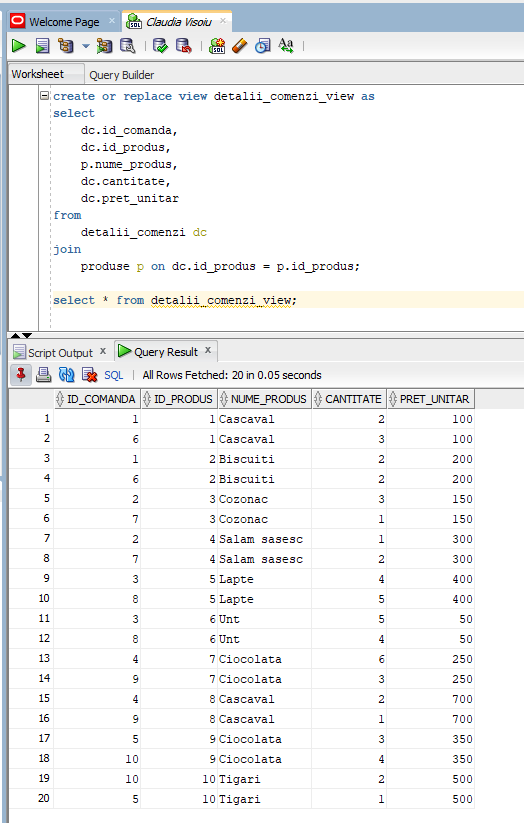 Welcome Page × Claudia Visoiu ×
SQL Aa
Worksheet Query Builder
create or replace view detalii_comenzi_view as
select
dc.id_comanda,
dc.id_produs,
p.nume_produs,
dc.cantitate,
dc.pret_unitar
from
detalii_comenzi dc
join
produse p on dc.id_produs = p.id_produs;
select * from detalii_comenzi_view;
Script Output x Query Result x
SQL | All Rows Fetched: 20 in 0.05 seconds
ID_COMANDA ID_PRODUS NUME_PRODUS CANTITATE PRET_UNITAR
1 1 1 Cascaval 2 100
2 6 1 Cascaval 3 100
3 1 2 Biscuiti 2 200
4 6 2 Biscuiti 2 200
5 2 3 Cozonac 3 150
6 7 3 Cozonac 1 150
7 2 4 Salam sasesc 1 300
8 7 4 Salam sasesc 2 300
9 3 5 Lapte 4 400
10 8 5 Lapte 5 400
11 3 6 Unt 5 50
12 8 6 Unt 4 50
13 4 7 Ciocolata 6 250
14 9 7 Ciocolata 3 250
15 4 8 Cascaval 2 700
16 9 8 Cascaval 1 700
17 5 9 Ciocolata 3 350
18 10 9 Ciocolata 4 350
19 10 10 Tigari 2 500
20 5 10 Tigari 1 500